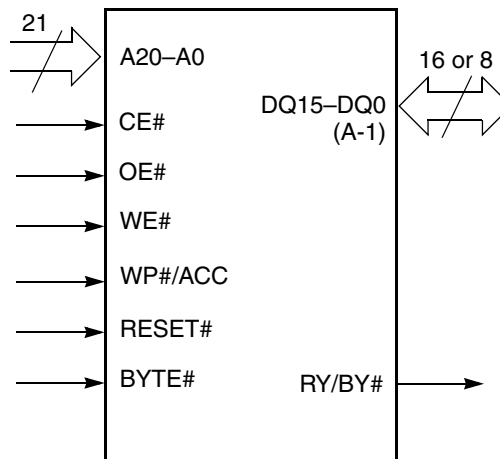 21
A20–A0
16 or 8
DQ15–DQ0
(A-1)
CE#
OE#
WE#
WP#/ACC
RESET#
BYTE#
RY/BY#